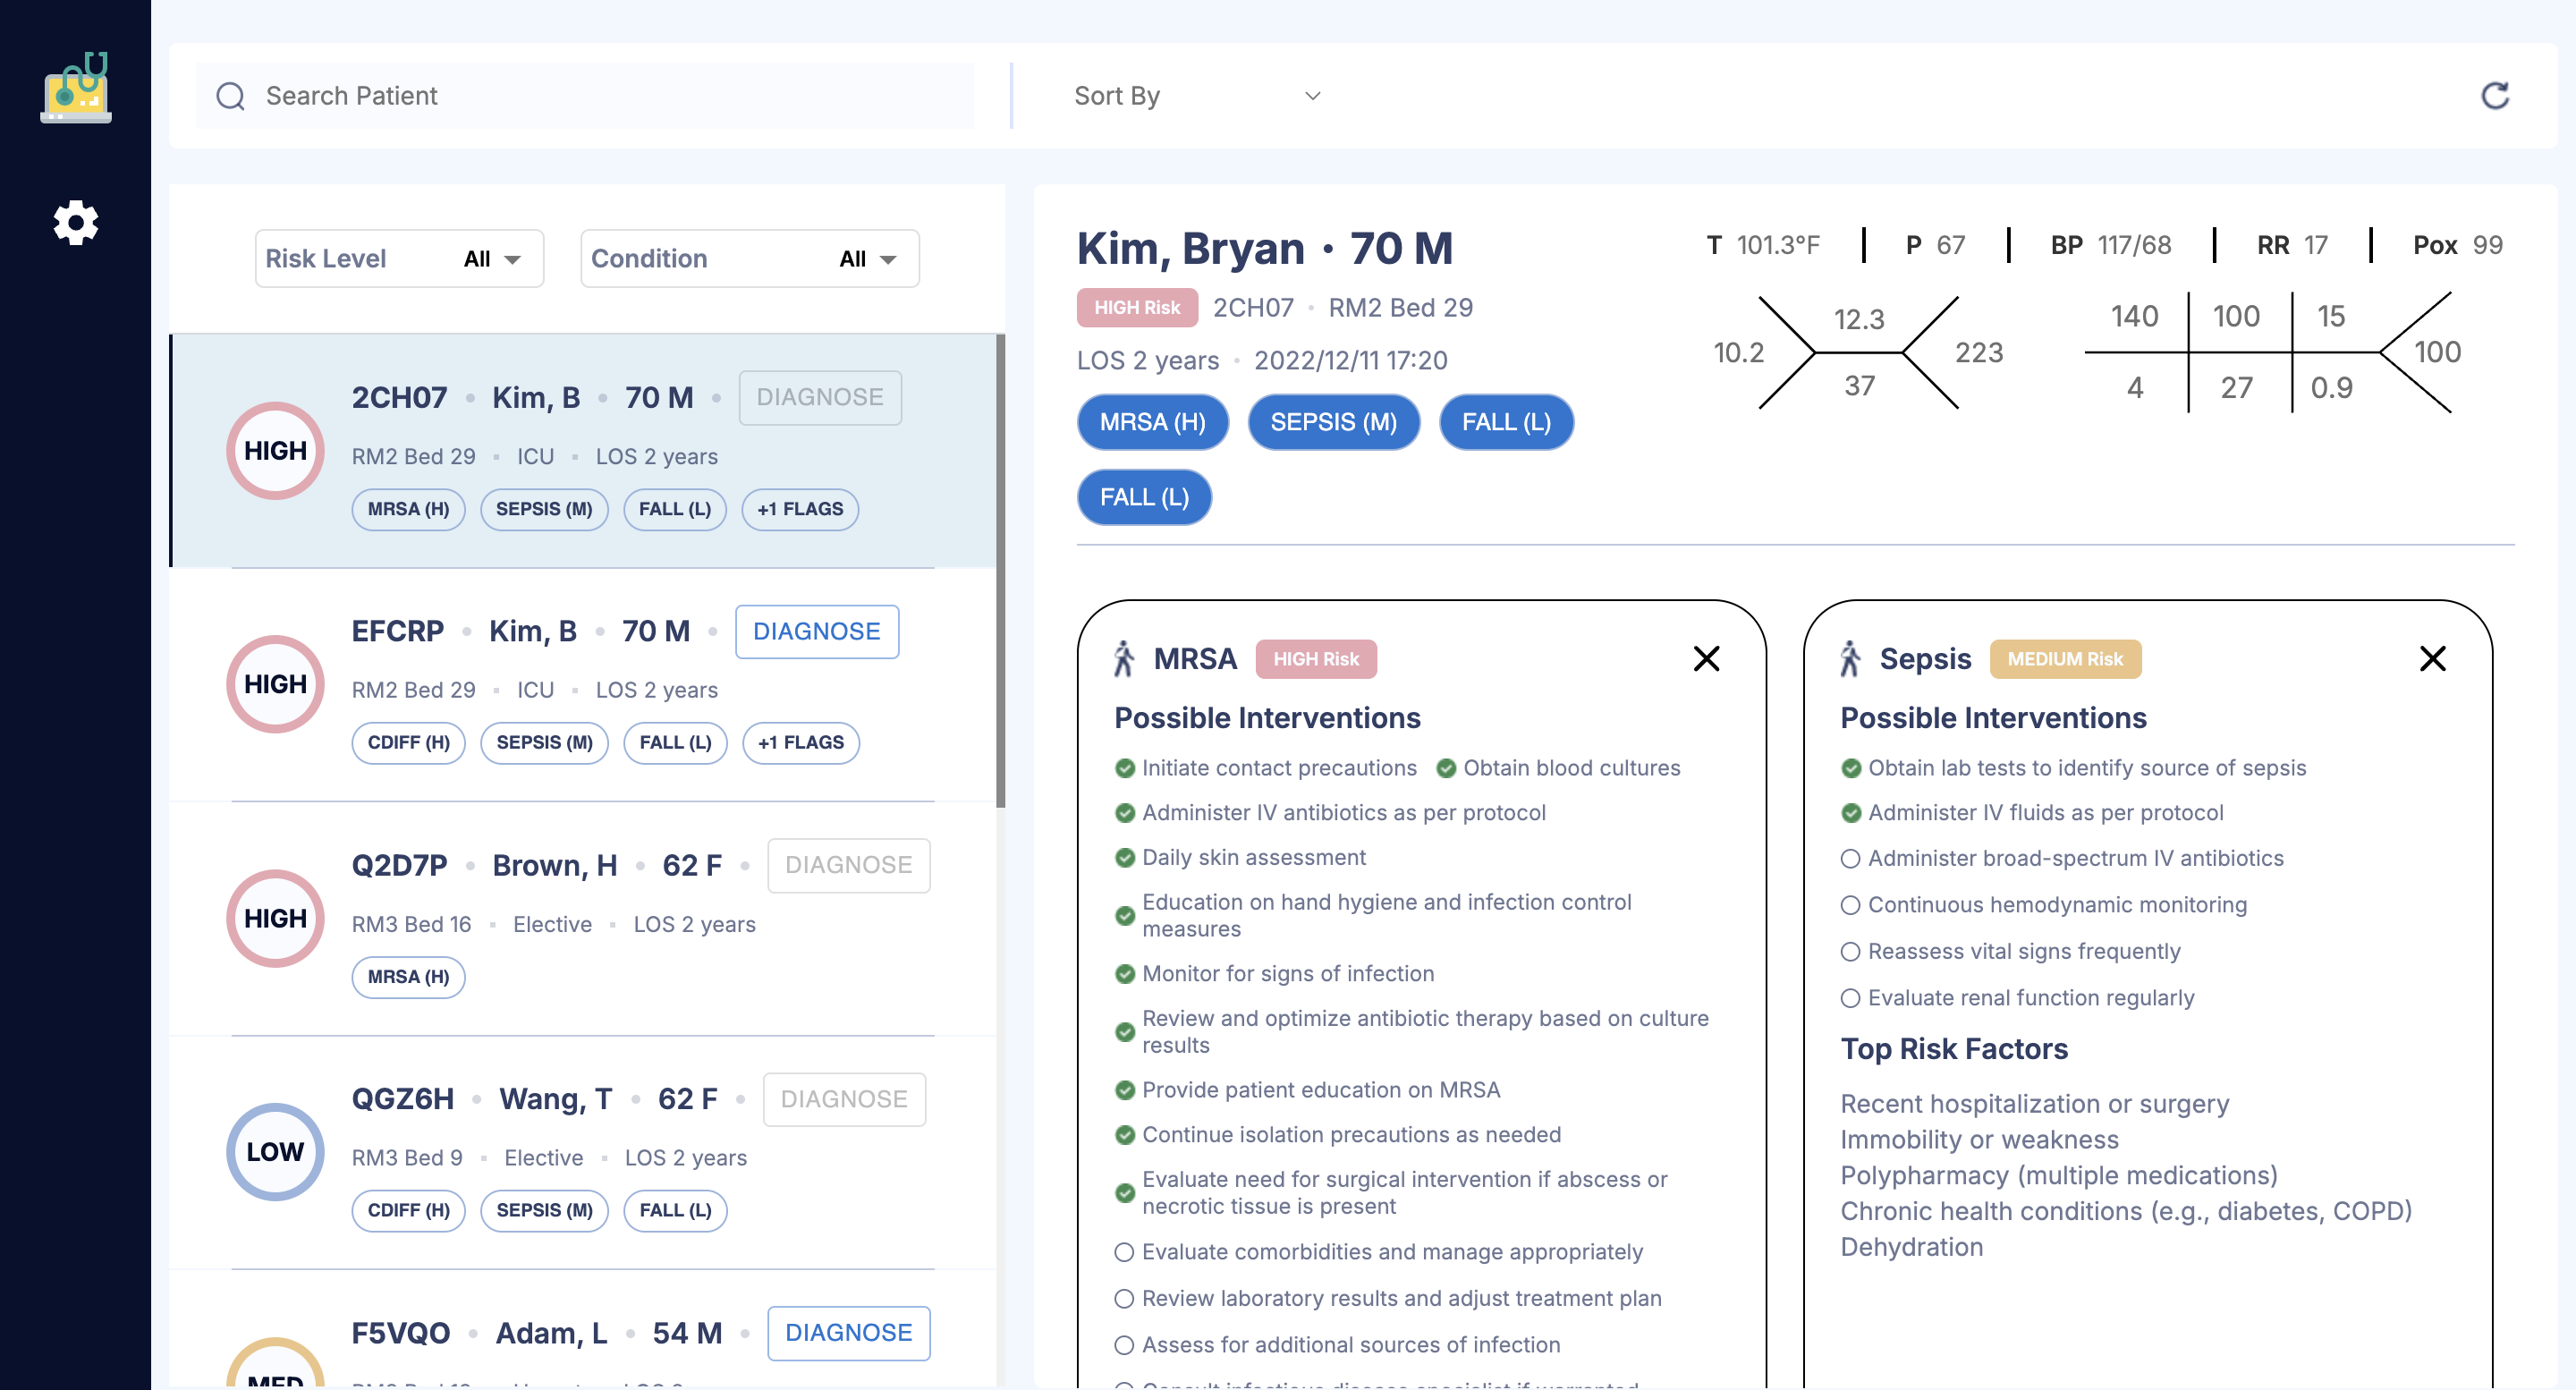 Search Patient
Sort By
Risk Level All
Condition All
HIGH
2CH07 • Kim, B • 70 M • DIAGNOSE
RM2 Bed 29 ▪ ICU ▪ LOS 2 years
MRSA (H) SEPSIS (M) FALL (L) +1 FLAGS
HIGH
EFCRP • Kim, B • 70 M • DIAGNOSE
RM2 Bed 29 ▪ ICU ▪ LOS 2 years
CDIFF (H) SEPSIS (M) FALL (L) +1 FLAGS
HIGH
Q2D7P • Brown, H • 62 F • DIAGNOSE
RM3 Bed 16 ▪ Elective ▪ LOS 2 years
MRSA (H)
LOW
QGZ6H • Wang, T • 62 F • DIAGNOSE
RM3 Bed 9 ▪ Elective ▪ LOS 2 years
CDIFF (H) SEPSIS (M) FALL (L)
MED
F5VQO • Adam, L • 54 M • DIAGNOSE
Kim, Bryan · 70 M
HIGH Risk 2CH07 ▪ RM2 Bed 29
LOS 2 years ▪ 2022/12/11 17:20
MRSA (H) SEPSIS (M) FALL (L)
FALL (L)
T 101.3°F | P 67 | BP 117/68 | RR 17 | Pox 99
12.3
10.2 223
37
140 100 15
100
4 27 0.9
MRSA HIGH Risk
Possible Interventions
Initiate contact precautions Obtain blood cultures
Administer IV antibiotics as per protocol
Daily skin assessment
Education on hand hygiene and infection control
measures
Monitor for signs of infection
Review and optimize antibiotic therapy based on culture
results
Provide patient education on MRSA
Continue isolation precautions as needed
Evaluate need for surgical intervention if abscess or
necrotic tissue is present
Evaluate comorbidities and manage appropriately
Review laboratory results and adjust treatment plan
Assess for additional sources of infection
Consult infectious disease specialist if warranted
Sepsis MEDIUM Risk
Possible Interventions
Obtain lab tests to identify source of sepsis
Administer IV fluids as per protocol
Administer broad-spectrum IV antibiotics
Continuous hemodynamic monitoring
Reassess vital signs frequently
Evaluate renal function regularly
Top Risk Factors
Recent hospitalization or surgery
Immobility or weakness
Polypharmacy (multiple medications)
Chronic health conditions (e.g., diabetes, COPD)
Dehydration